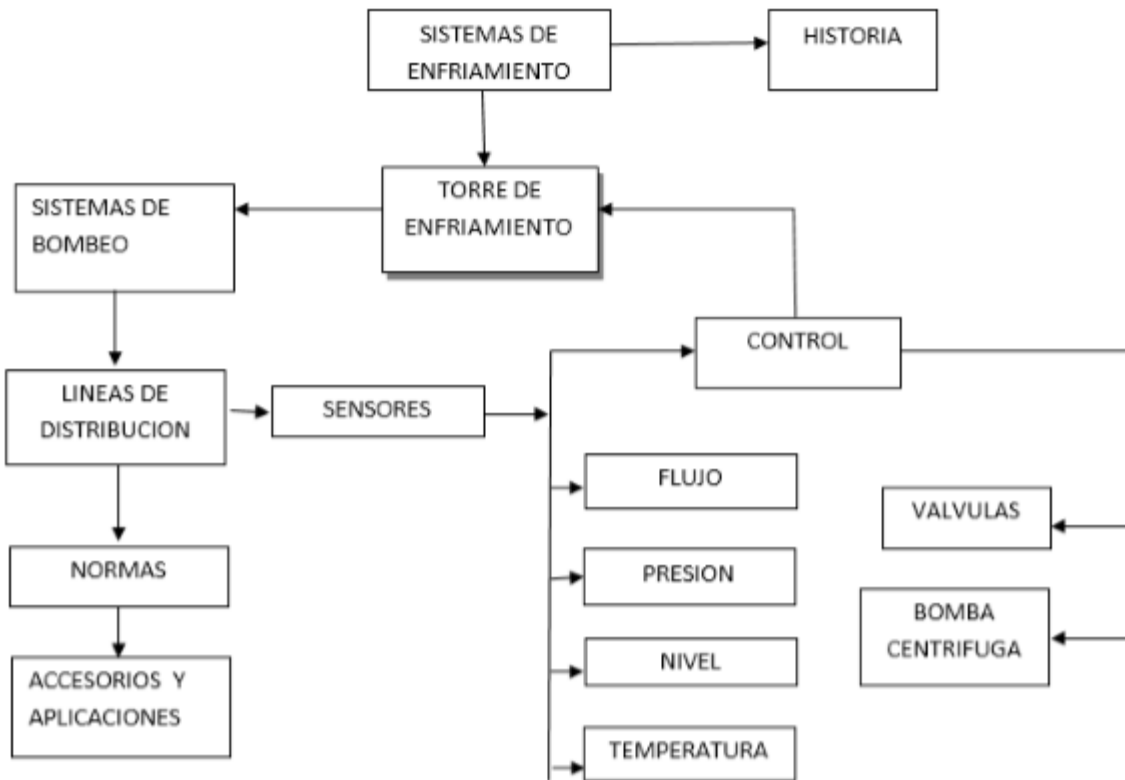 SISTEMAS DE
ENFRIAMIENTO
HISTORIA
TORRE DE
ENFRIAMIENTO
SISTEMAS DE
BOMBEO
CONTROL
LINEAS DE
DISTRIBUCION
SENSORES
FLUJO
VALVULAS
NORMAS
PRESION
BOMBA
CENTRIFUGA
NIVEL
ACCESORIOS Y
APLICACIONES
TEMPERATURA